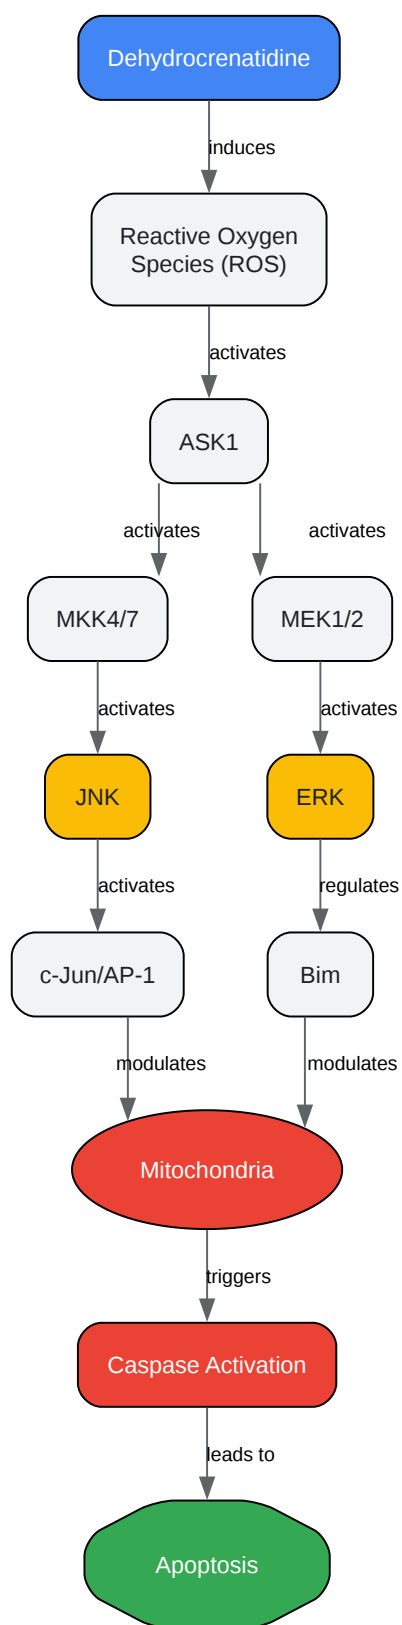 Dehydrocrenatidine
induces
Reactive Oxygen
Species (ROS)
activates
ASK1
activates
activates
MKK4/7
MEK1/2
activates
activates
JNK
ERK
activates
regulates
c-Jun/AP-1
Bim
modulates
modulates
Mitochondria
triggers
Caspase Activation
leads to
Apoptosis